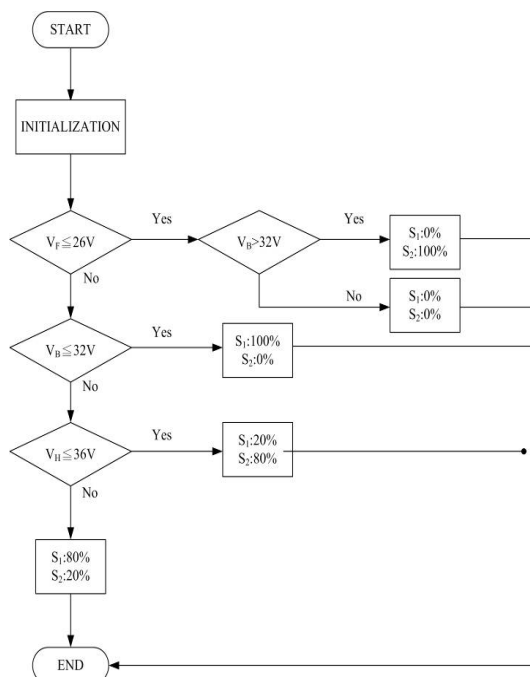 START
INITIALIZATION
V_F≦26V
Yes
V_B>32V
Yes
S₁:0%
S₂:100%
No
No
S₁:0%
S₂:0%
V_B≦32V
Yes
S₁:100%
S₂:0%
No
V_H≦36V
Yes
S₁:20%
S₂:80%
No
S₁:80%
S₂:20%
END